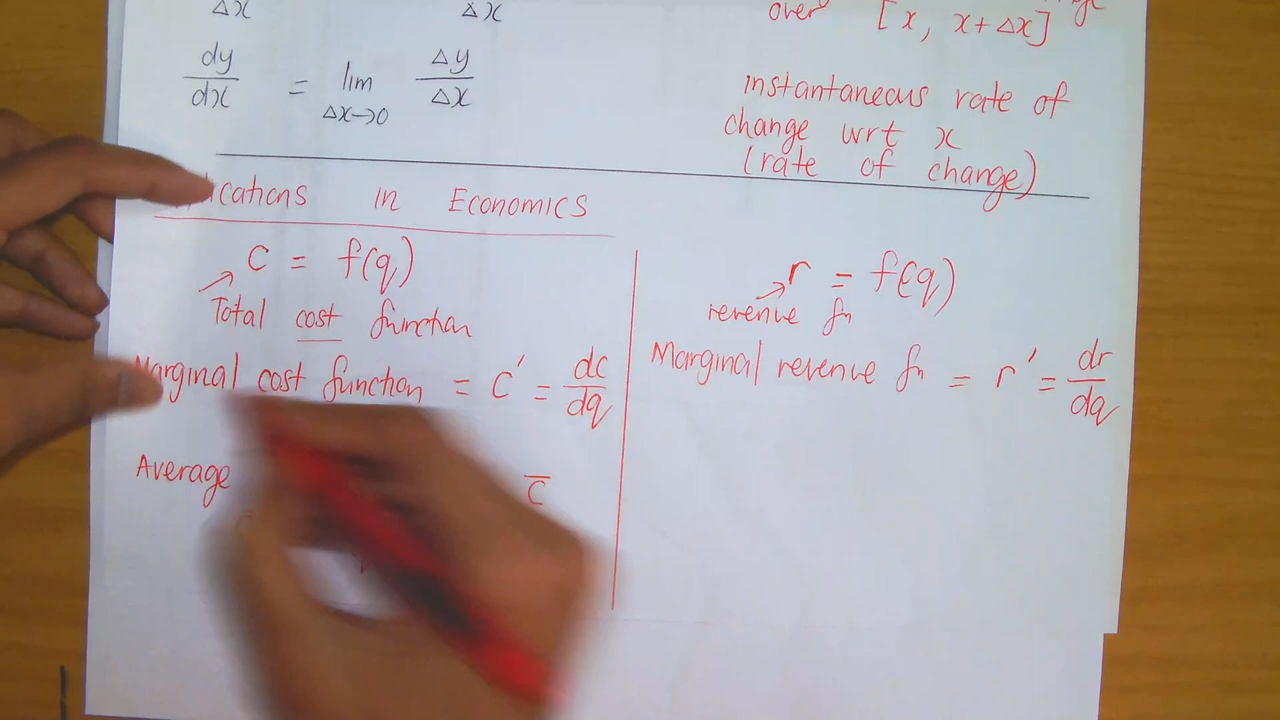 Δx Δx
over [x, x+Δx]
dy/dx = lim Δx→0 Δy/Δx
instantaneous rate of
change wrt x
(rate of change)
in Economics
c = f(q)
Total cost function
Marginal cost function = c' = dc/dq
Average c̅
r = f(q)
revenue fn
Marginal revenue fn = r' = dr/dq